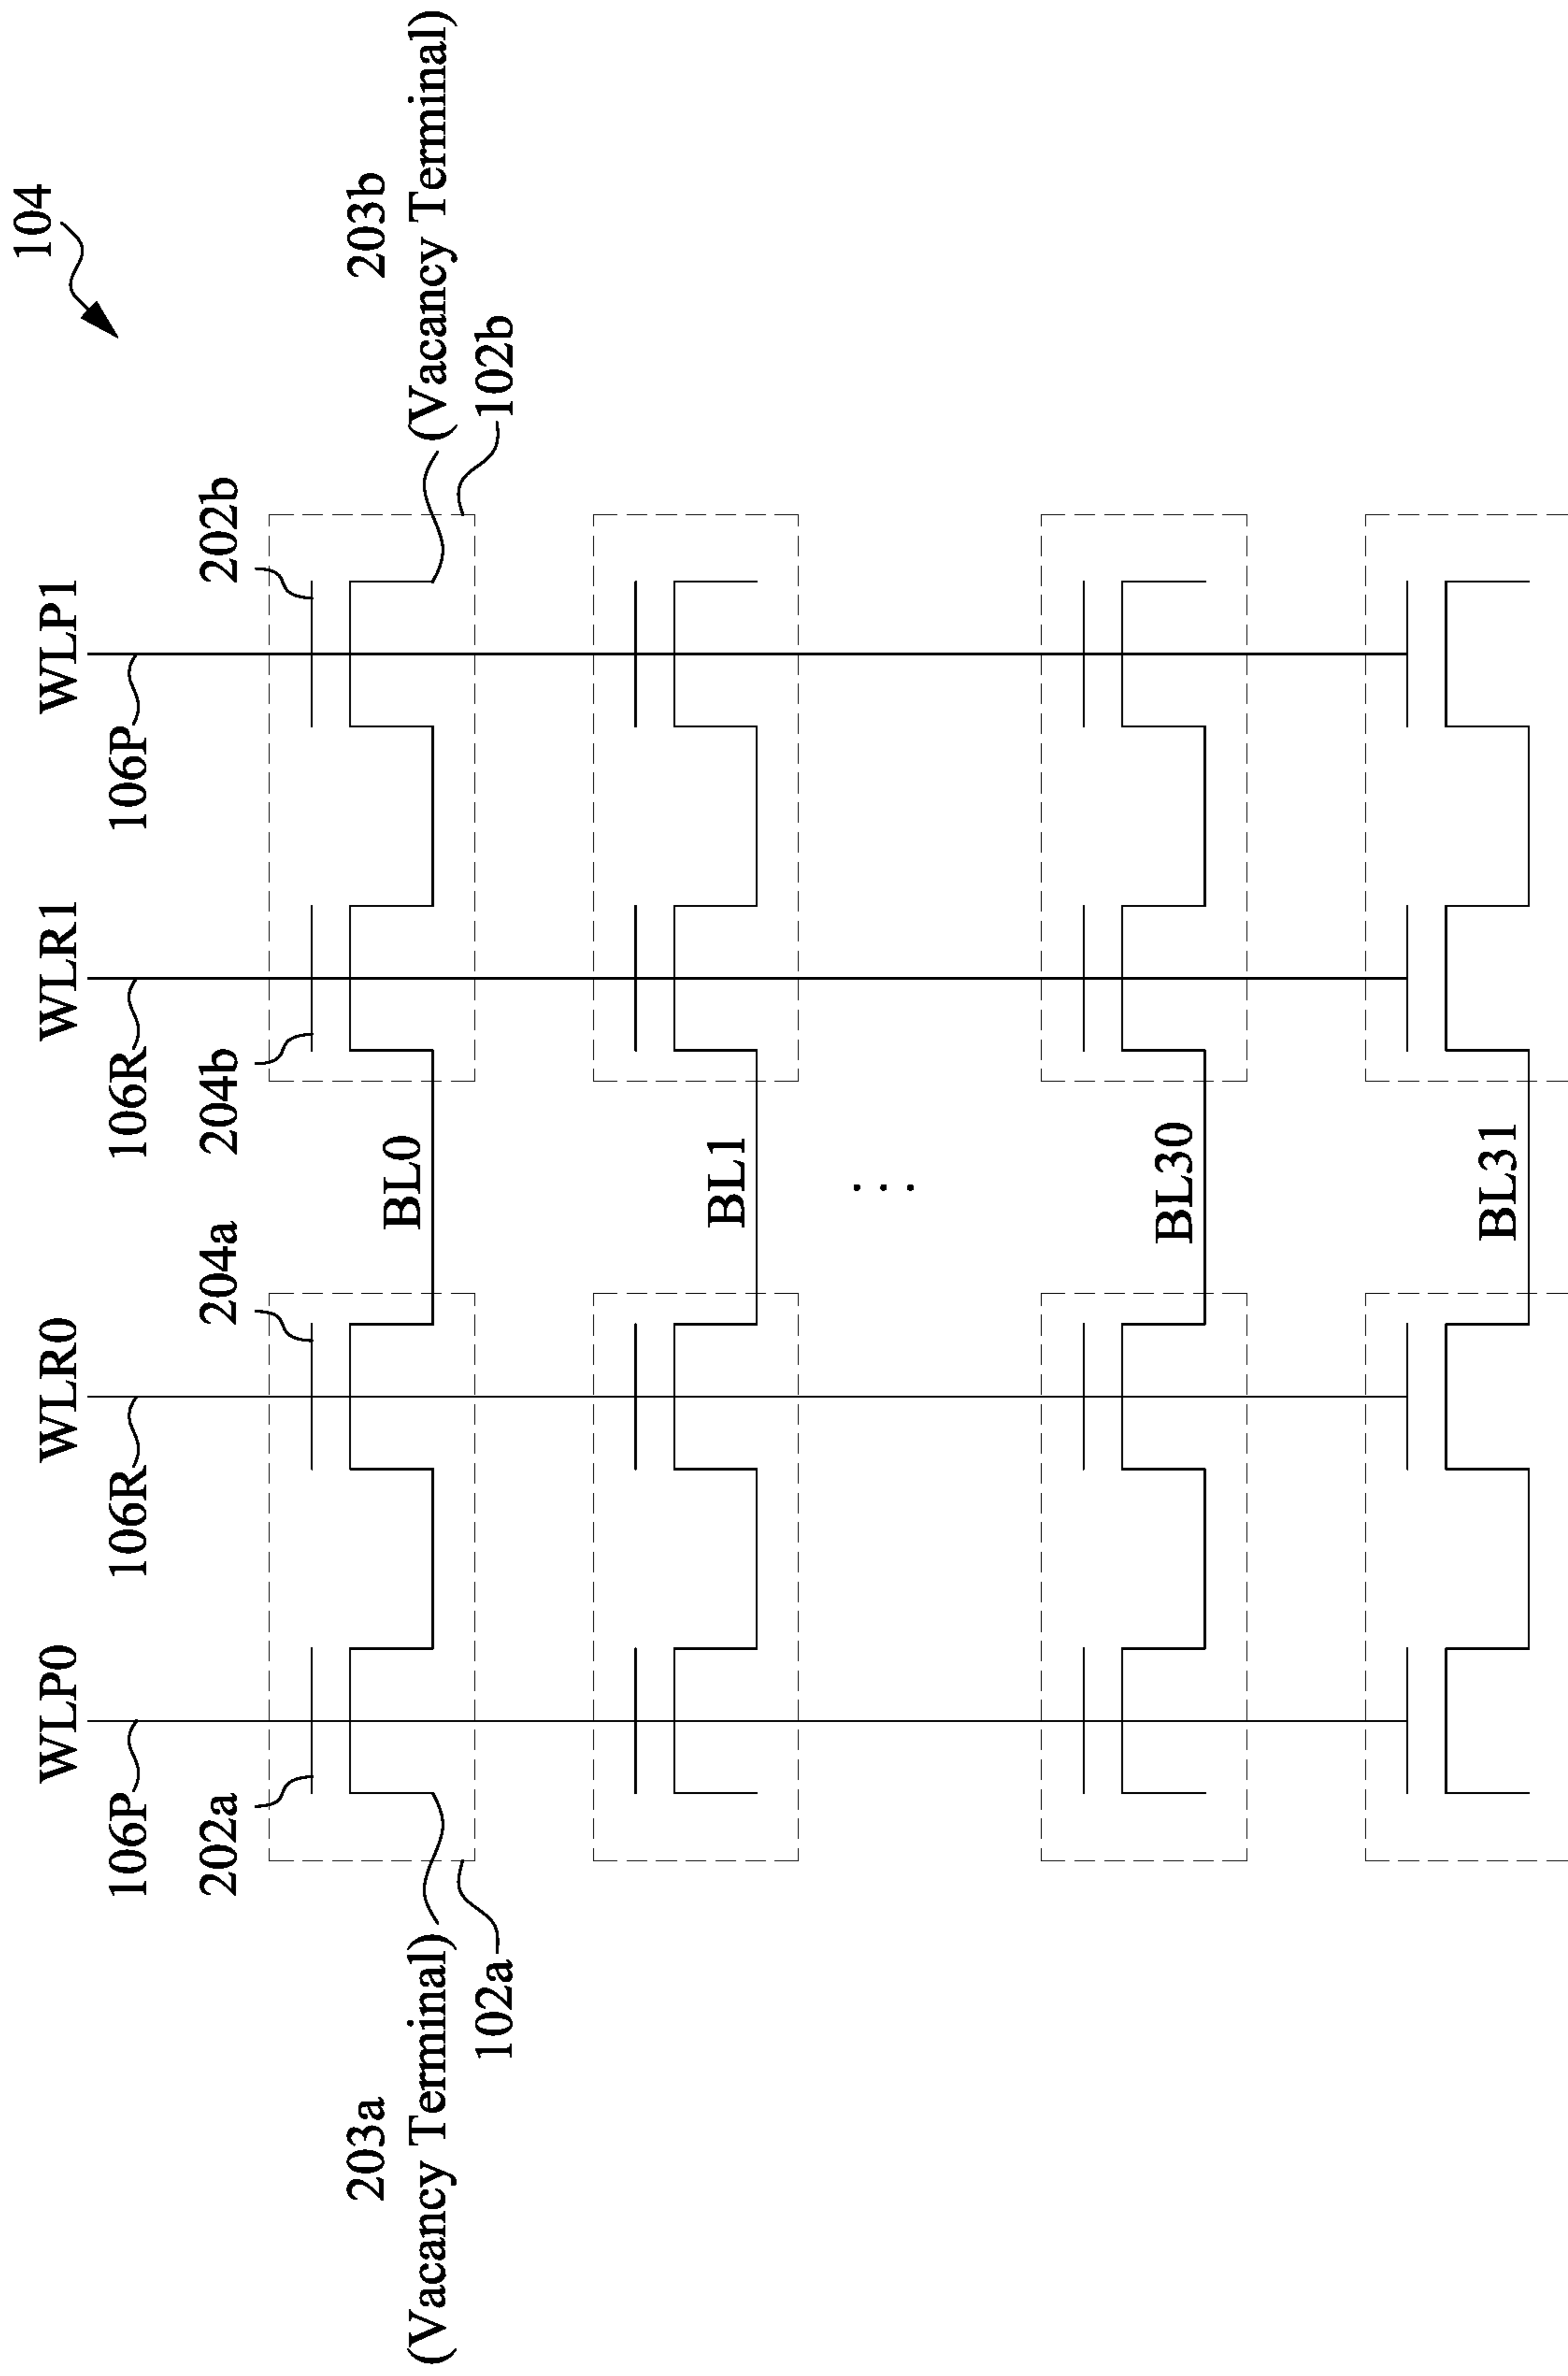 104
WLP0
WLR0
WLR1
WLP1
106P
106R
106R
106P
202a
204a
204b
202b
203a
(Vacancy Terminal)
203b
(Vacancy Terminal)
BL0
102a
102b
BL1
...
BL30
BL31